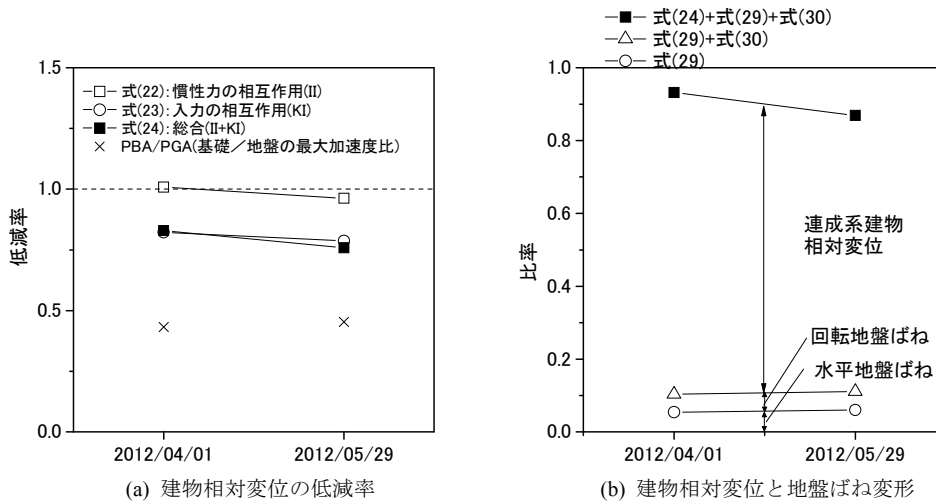 1.5
1.0
0.5
0.0
低減率
式(22)：慣性力の相互作用(II)
式(23)：入力の相互作用(KI)
式(24)：総合(II+KI)
PBA/PGA(基礎／地盤の最大加速度比)
2012/04/01
2012/05/29
(a) 建物相対変位の低減率
式(24)+式(29)+式(30)
式(29)+式(30)
式(29)
1.0
0.8
0.6
0.4
0.2
0.0
比率
連成系建物
相対変位
回転地盤ばね
水平地盤ばね
2012/04/01
2012/05/29
(b) 建物相対変位と地盤ばね変形